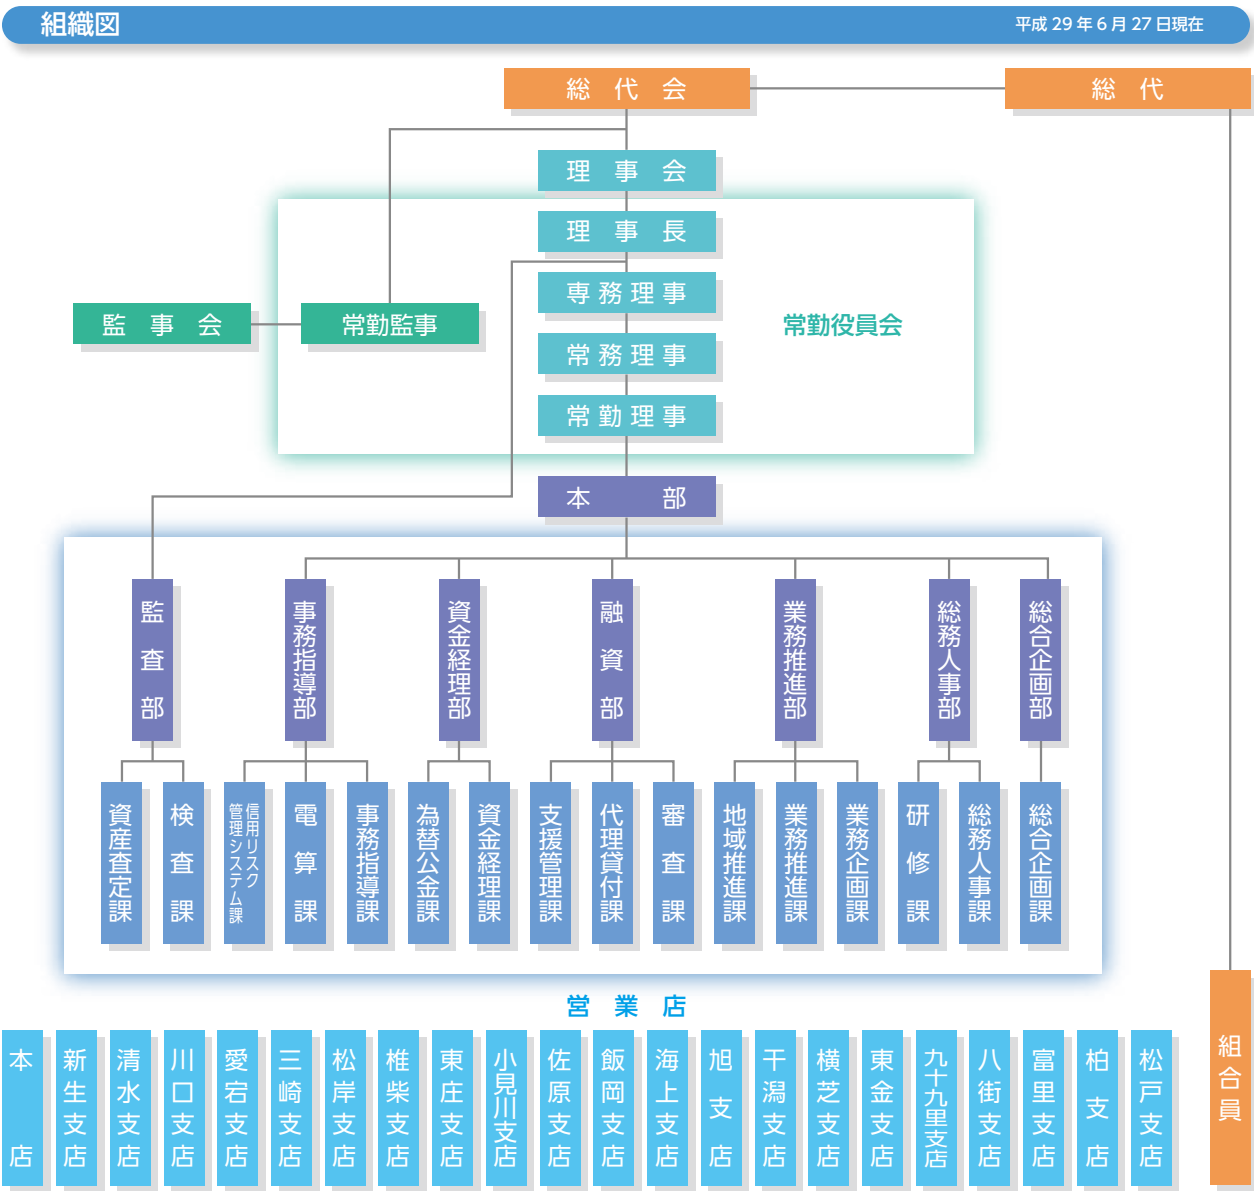 組織図
平成 29 年 6 月 27 日現在
総　代　会
総　代
理　事　会
理　事　長
専務理事
監　事　会
常勤監事
常勤役員会
常務理事
常勤理事
本　　　部
監　査　部
事務指導部
資金経理部
融　資　部
業務推進部
総務人事部
総合企画部
資産査定課
検　査　課
信用リスク
管理システム課
電　算　課
事務指導課
為替公金課
資金経理課
支援管理課
代理貸付課
審　査　課
地域推進課
業務推進課
業務企画課
研　修　課
総務人事課
総合企画課
営　業　店
本　　　店
新生支店
清水支店
川口支店
愛宕支店
三崎支店
松岸支店
椎柴支店
東庄支店
小見川支店
佐原支店
飯岡支店
海上支店
旭　支　店
干潟支店
横芝支店
東金支店
九十九里支店
八街支店
富里支店
柏　支　店
松戸支店
組合員